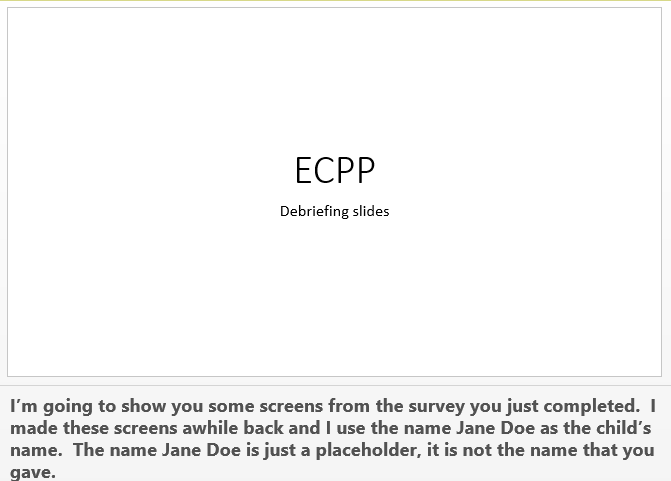 ECPP
Debriefing slides
I’m going to show you some screens from the survey you just completed.  I
made these screens awhile back and I use the name Jane Doe as the child’s
name.  The name Jane Doe is just a placeholder, it is not the name that you
gave.